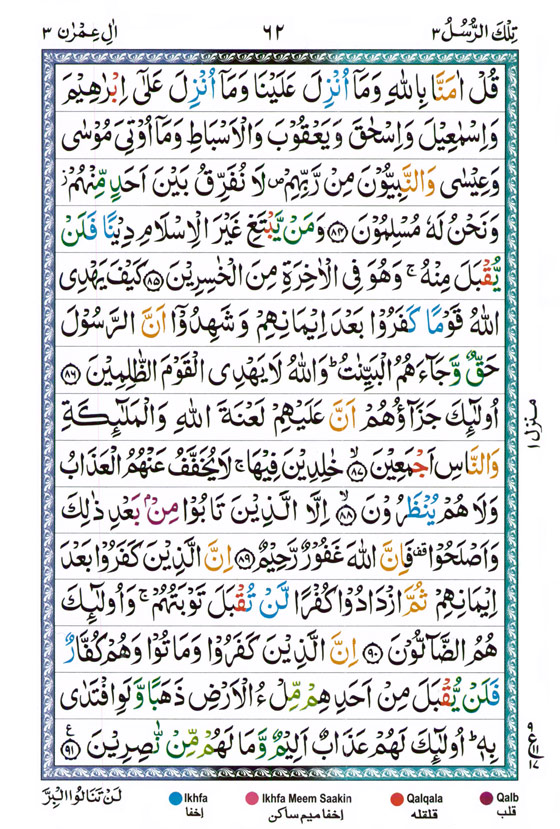 تِلْكَ الرُّسُلُ ٣ ٦٢ اٰلِ عِمْرٰن ٣
قُلْ اٰمَنَّا بِاللّٰهِ وَمَاۤ اُنْزِلَ عَلَيْنَا وَمَاۤ اُنْزِلَ عَلٰۤى اِبْرٰهِيْمَ
وَاِسْمٰعِيْلَ وَاِسْحٰقَ وَيَعْقُوْبَ وَالْاَسْبَاطِ وَمَاۤ اُوْتِىَ مُوْسٰى
وَعِيْسٰى وَالنَّبِيُّوْنَ مِنْ رَّبِّهِمْ ص لَا نُفَرِّقُ بَيْنَ اَحَدٍ مِّنْهُمْ ز
وَنَحْنُ لَهٗ مُسْلِمُوْنَ ﴿٨٤﴾ وَمَنْ يَّبْتَغِ غَيْرَ الْاِسْلَامِ دِيْنًا فَلَنْ
يُّقْبَلَ مِنْهُ ۚ وَهُوَ فِى الْاٰخِرَةِ مِنَ الْخٰسِرِيْنَ ﴿٨٥﴾ كَيْفَ يَهْدِى
اللّٰهُ قَوْمًا كَفَرُوْا بَعْدَ اِيْمَانِهِمْ وَشَهِدُوْۤا اَنَّ الرَّسُوْلَ
حَقٌّ وَّجَآءَهُمُ الْبَيِّنٰتُ ؕ وَاللّٰهُ لَا يَهْدِى الْقَوْمَ الظّٰلِمِيْنَ ﴿٨٦﴾
اُولٰٓئِكَ جَزَآؤُهُمْ اَنَّ عَلَيْهِمْ لَعْنَةَ اللّٰهِ وَالْمَلٰٓئِكَةِ
وَالنَّاسِ اَجْمَعِيْنَ ﴿٨٧﴾ۙ خٰلِدِيْنَ فِيْهَا ۚ لَا يُخَفَّفُ عَنْهُمُ الْعَذَابُ
وَلَا هُمْ يُنْظَرُوْنَ ﴿٨٨﴾ۙ اِلَّا الَّذِيْنَ تَابُوْا مِنْۢ بَعْدِ ذٰلِكَ
وَاَصْلَحُوْا قف فَاِنَّ اللّٰهَ غَفُوْرٌ رَّحِيْمٌ ﴿٨٩﴾ اِنَّ الَّذِيْنَ كَفَرُوْا بَعْدَ
اِيْمَانِهِمْ ثُمَّ ازْدَادُوْا كُفْرًا لَّنْ تُقْبَلَ تَوْبَتُهُمْ ۚ وَاُولٰٓئِكَ
هُمُ الضَّآلُّوْنَ ﴿٩٠﴾ اِنَّ الَّذِيْنَ كَفَرُوْا وَمَاتُوْا وَهُمْ كُفَّارٌ
فَلَنْ يُّقْبَلَ مِنْ اَحَدِهِمْ مِّلْءُ الْاَرْضِ ذَهَبًا وَّلَوِ افْتَدٰى
بِهٖ ؕ اُولٰٓئِكَ لَهُمْ عَذَابٌ اَلِيْمٌ وَّمَا لَهُمْ مِّنْ نّٰصِرِيْنَ ﴿٩١﴾ ع
منزل ١
ع
لَنْ تَنَالُوا الْبِرَّ
Ikhfa Ikhfa Meem Saakin Qalqala Qalb
اخفا اخفا میم ساکن قلقله قلب